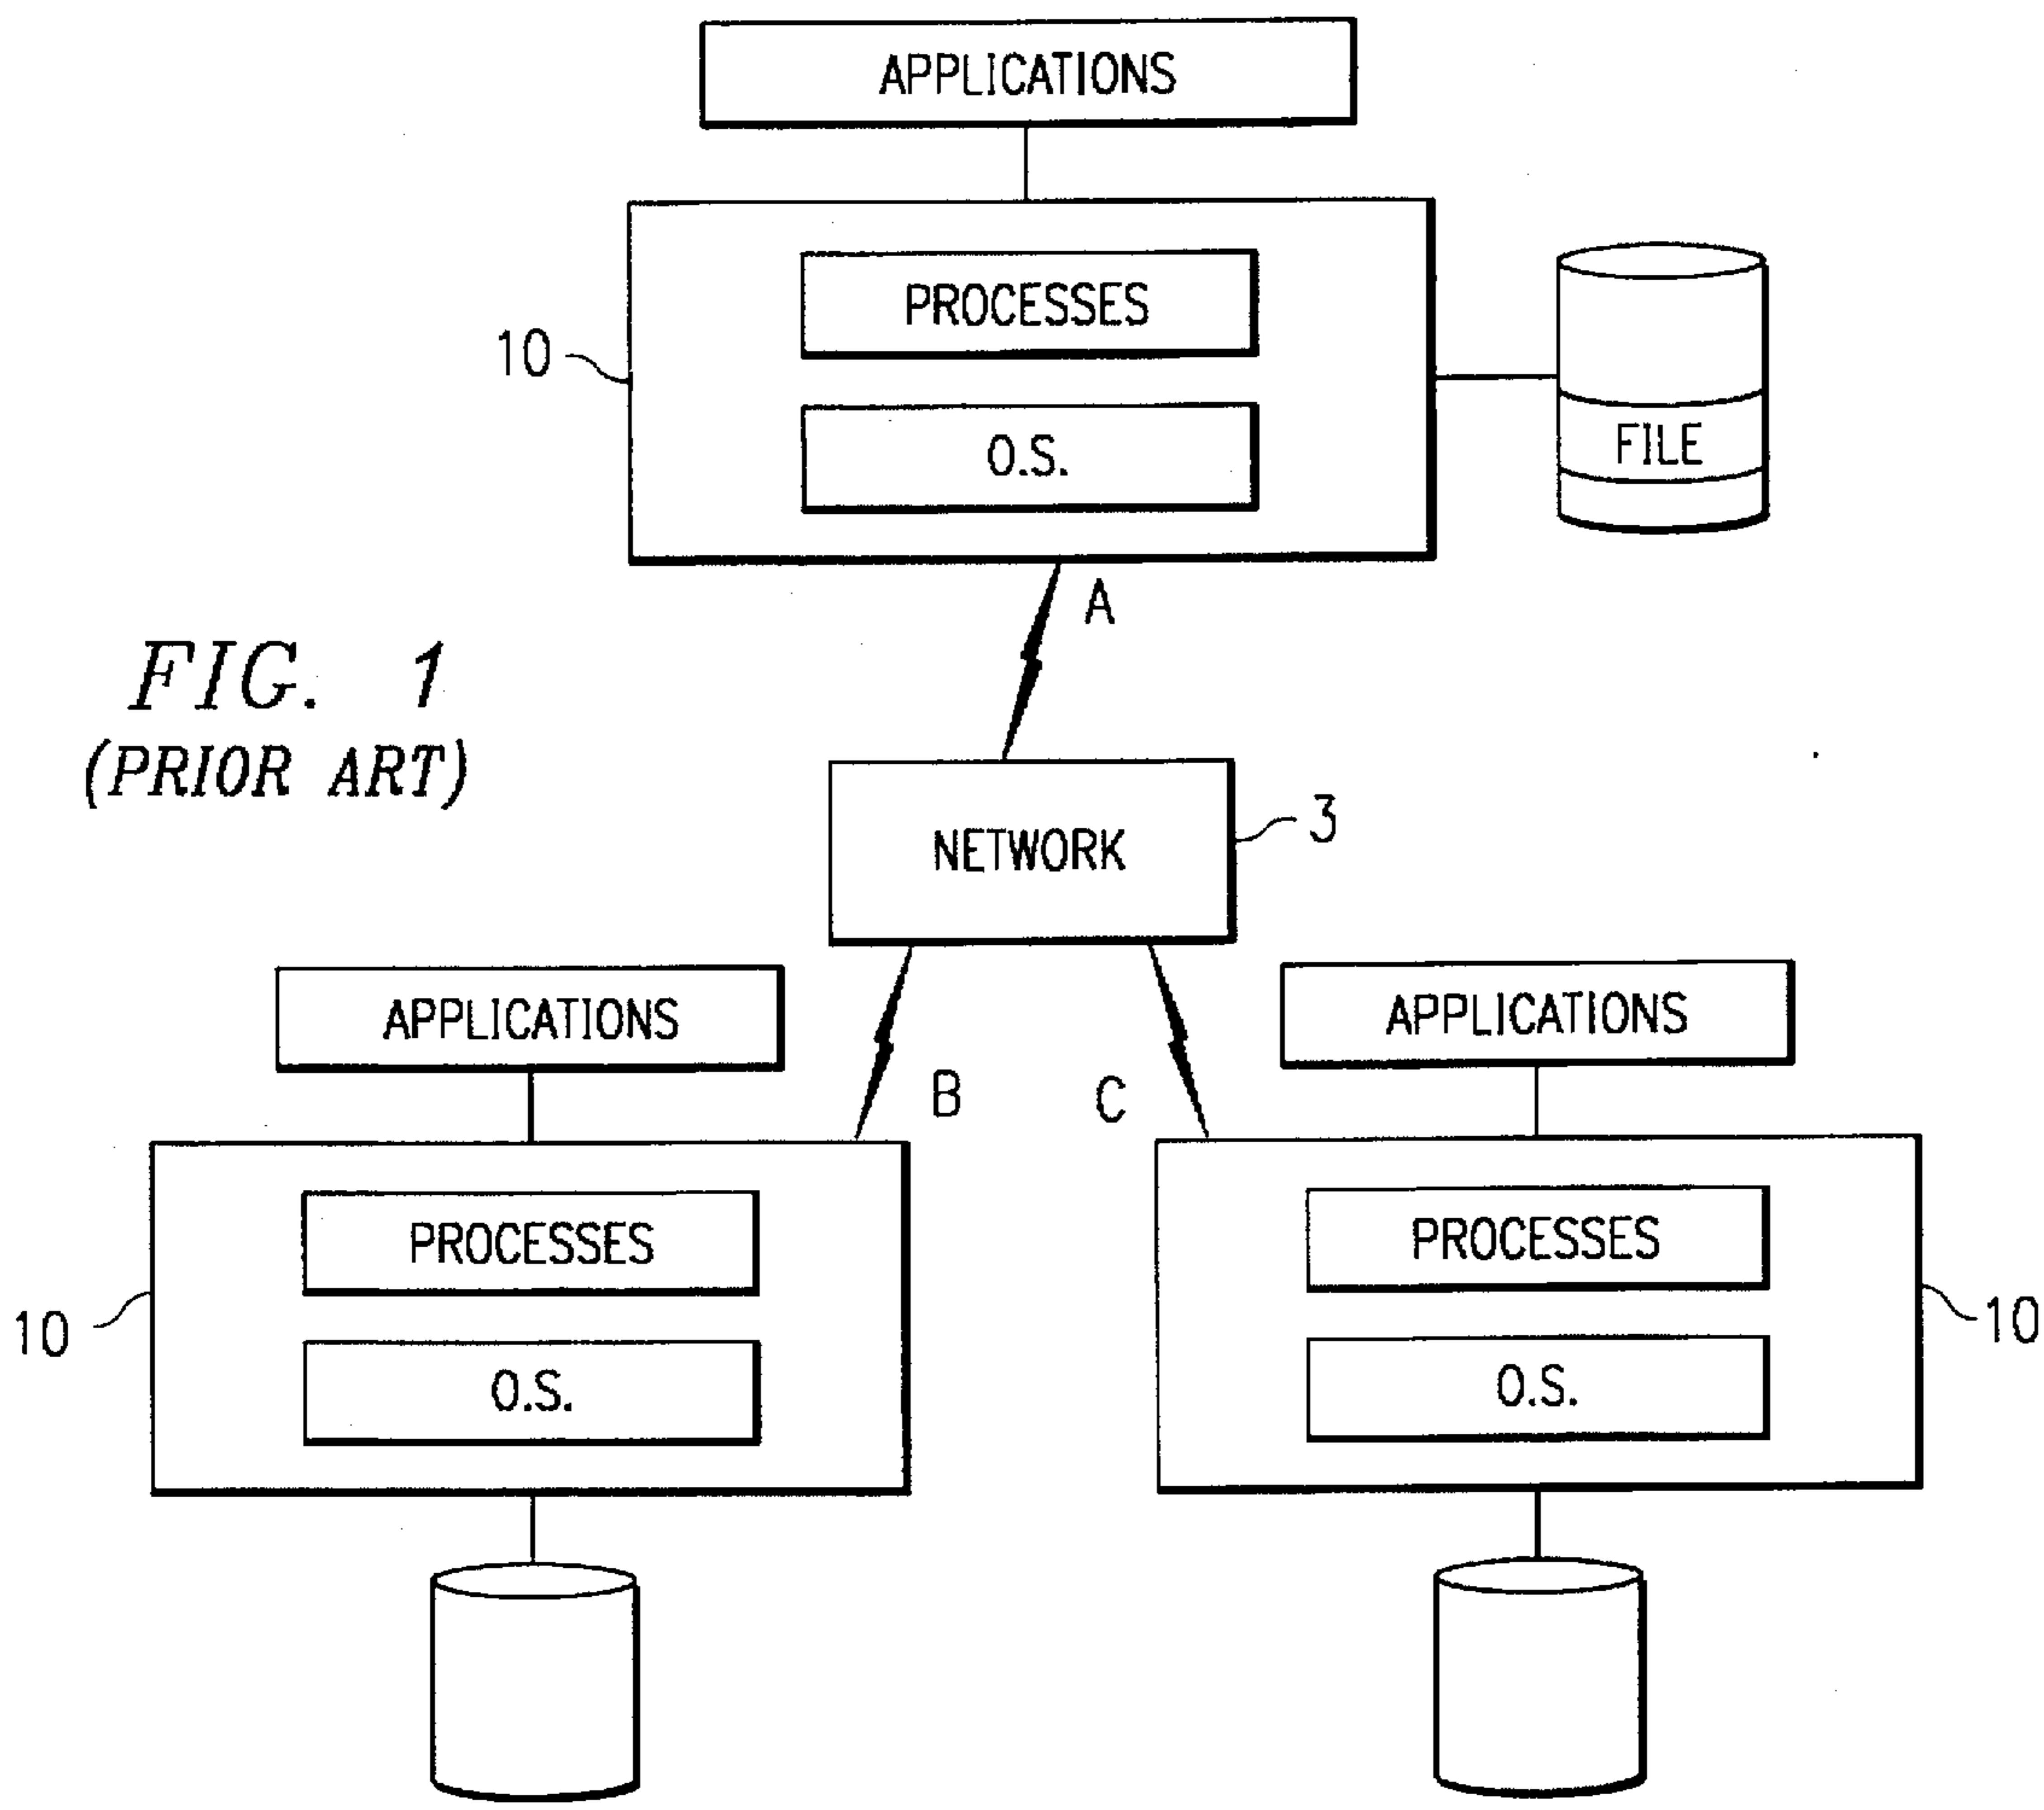 APPLICATIONS
PROCESSES
10
O.S.
FILE
A
FIG. 1
(PRIOR ART)
NETWORK
3
APPLICATIONS
APPLICATIONS
B
C
PROCESSES
PROCESSES
10
10
O.S.
O.S.